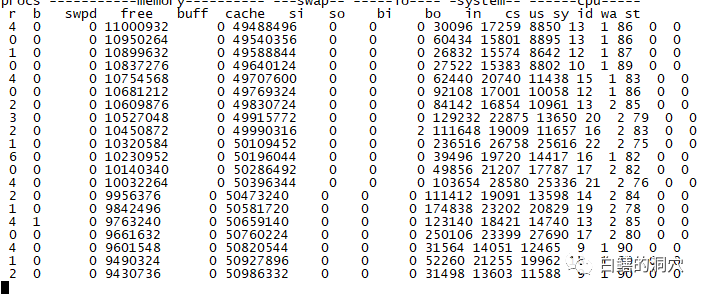 procs -----------memory---------- ---swap-- -----io---- -system-- ------cpu-----
r b swpd free buff cache si so bi bo in cs us sy id wa st
4 0 0 11000932 0 49488496 0 0 0 30096 17259 8850 13 1 86 0 0
0 0 0 10950264 0 49540356 0 0 0 60434 15801 8895 13 1 86 0 0
1 0 0 10899632 0 49588844 0 0 0 26832 15574 8642 12 1 87 0 0
0 0 0 10837276 0 49640124 0 0 0 27522 15383 8802 10 1 89 0 0
4 0 0 10754568 0 49707600 0 0 0 62440 20740 11438 15 1 83 0 0
0 0 0 10681212 0 49769324 0 0 0 92108 17001 10058 12 1 86 0 0
2 0 0 10609876 0 49830724 0 0 0 84142 16854 10961 13 2 85 0 0
3 0 0 10527048 0 49915772 0 0 0 129232 22875 13650 20 2 79 0 0
2 0 0 10450872 0 49990316 0 0 2 111648 19009 11657 16 2 83 0 0
1 0 0 10320584 0 50109452 0 0 0 236516 26758 25616 22 2 75 0 0
6 0 0 10230952 0 50196044 0 0 0 39496 19720 14417 16 1 82 0 0
0 0 0 10140340 0 50286492 0 0 0 49856 21207 17787 17 2 82 0 0
4 0 0 10032264 0 50396344 0 0 0 103654 28580 25336 21 2 76 0 0
2 0 0 9956376 0 50473240 0 0 0 111412 19091 13598 14 2 84 0 0
1 0 0 9842496 0 50581720 0 0 0 174838 23202 20829 19 2 78 0 0
4 1 0 9763240 0 50659140 0 0 0 123140 18421 14740 13 2 85 0 0
0 0 0 9661632 0 50760224 0 0 0 250106 23399 27690 17 2 80 0 0
4 0 0 9601548 0 50820544 0 0 0 31564 14051 12465 9 1 90 0 0
1 0 0 9490324 0 50927896 0 0 0 52260 21255 19962
2 0 0 9430736 0 50986332 0 0 0 31498 13603 11588 9 1 90 0 0
白鳝的洞穴